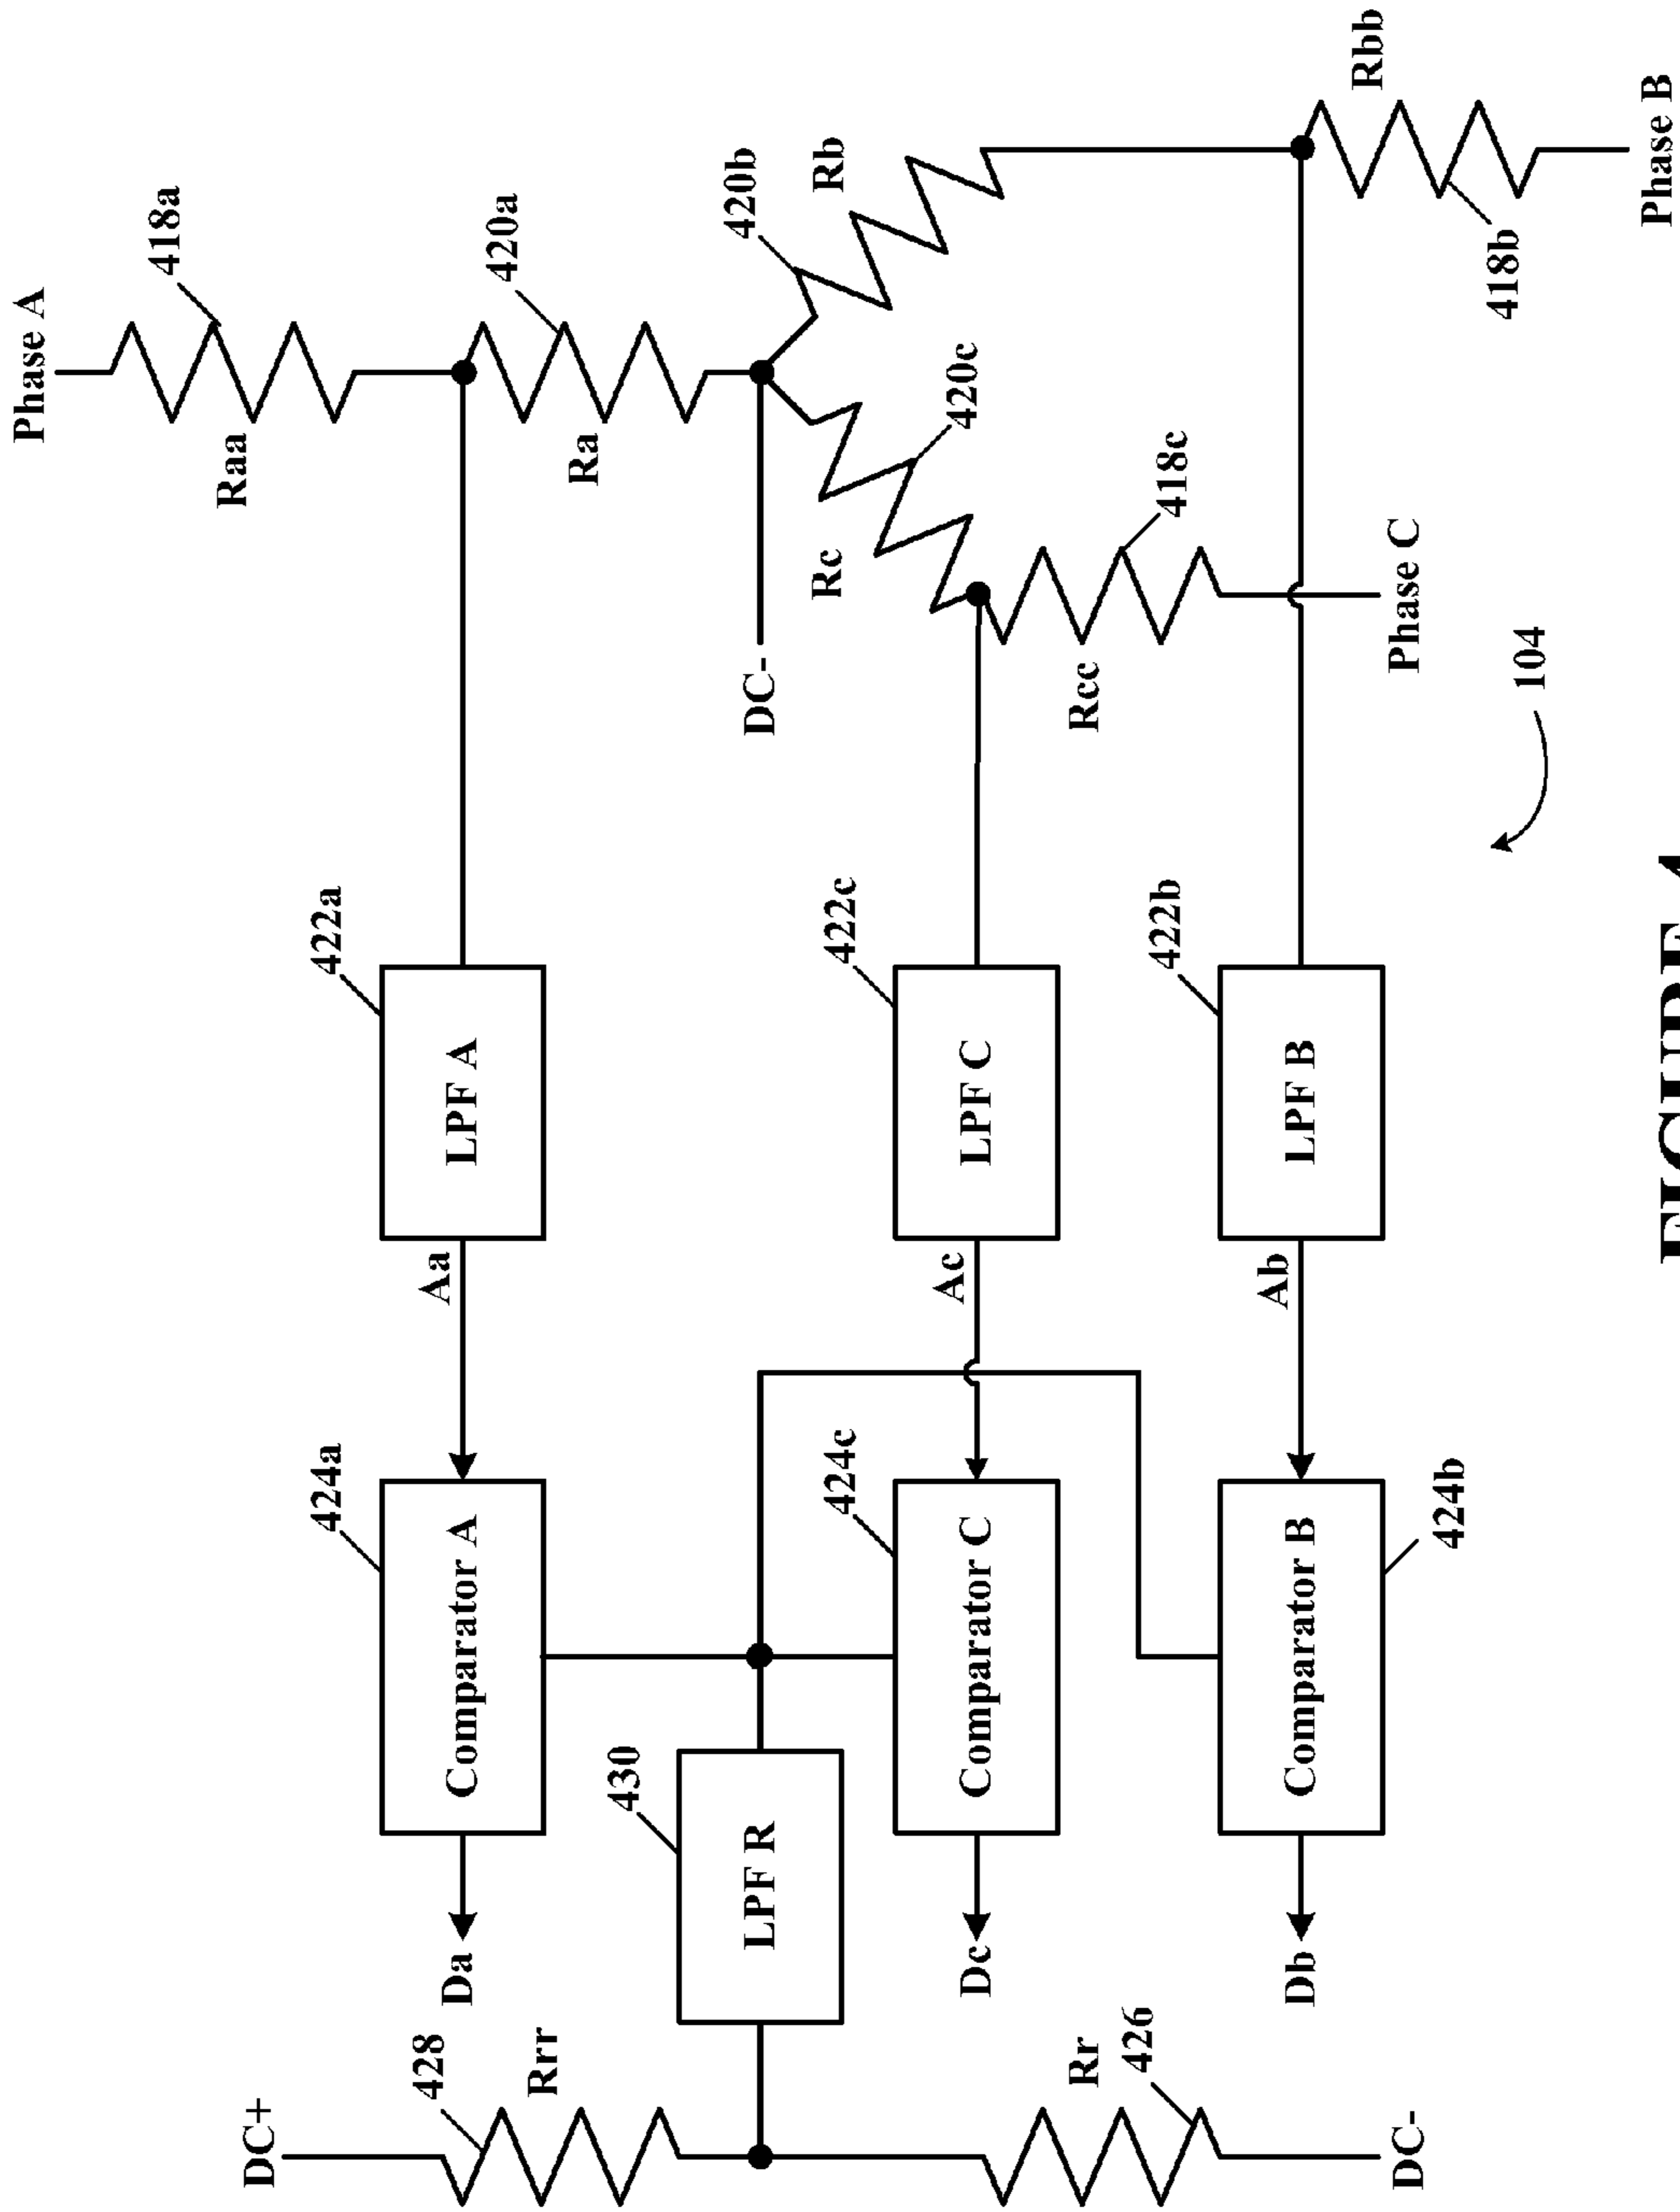 Phase A
418a
Raa
DC+
424a
422a
428
Da
Comparator A
Aa
LPF A
420a
Rrr
Ra
430
420b
LPF R
DC-
Rb
424c
422c
Rc
420c
Dc
Comparator C
Ac
LPF C
Rr
Rcc
426
422b
418c
Db
Comparator B
Ab
LPF B
Rbb
DC-
Phase C
424b
418b
104
Phase B
FIGURE 4